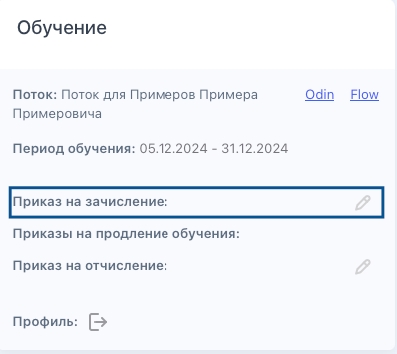 Обучение
Поток: Поток для Примеров Примера Odin Flow
Примеровича
Период обучения: 05.12.2024 - 31.12.2024
Приказ на зачисление:
Приказы на продление обучения:
Приказ на отчисление:
Профиль: